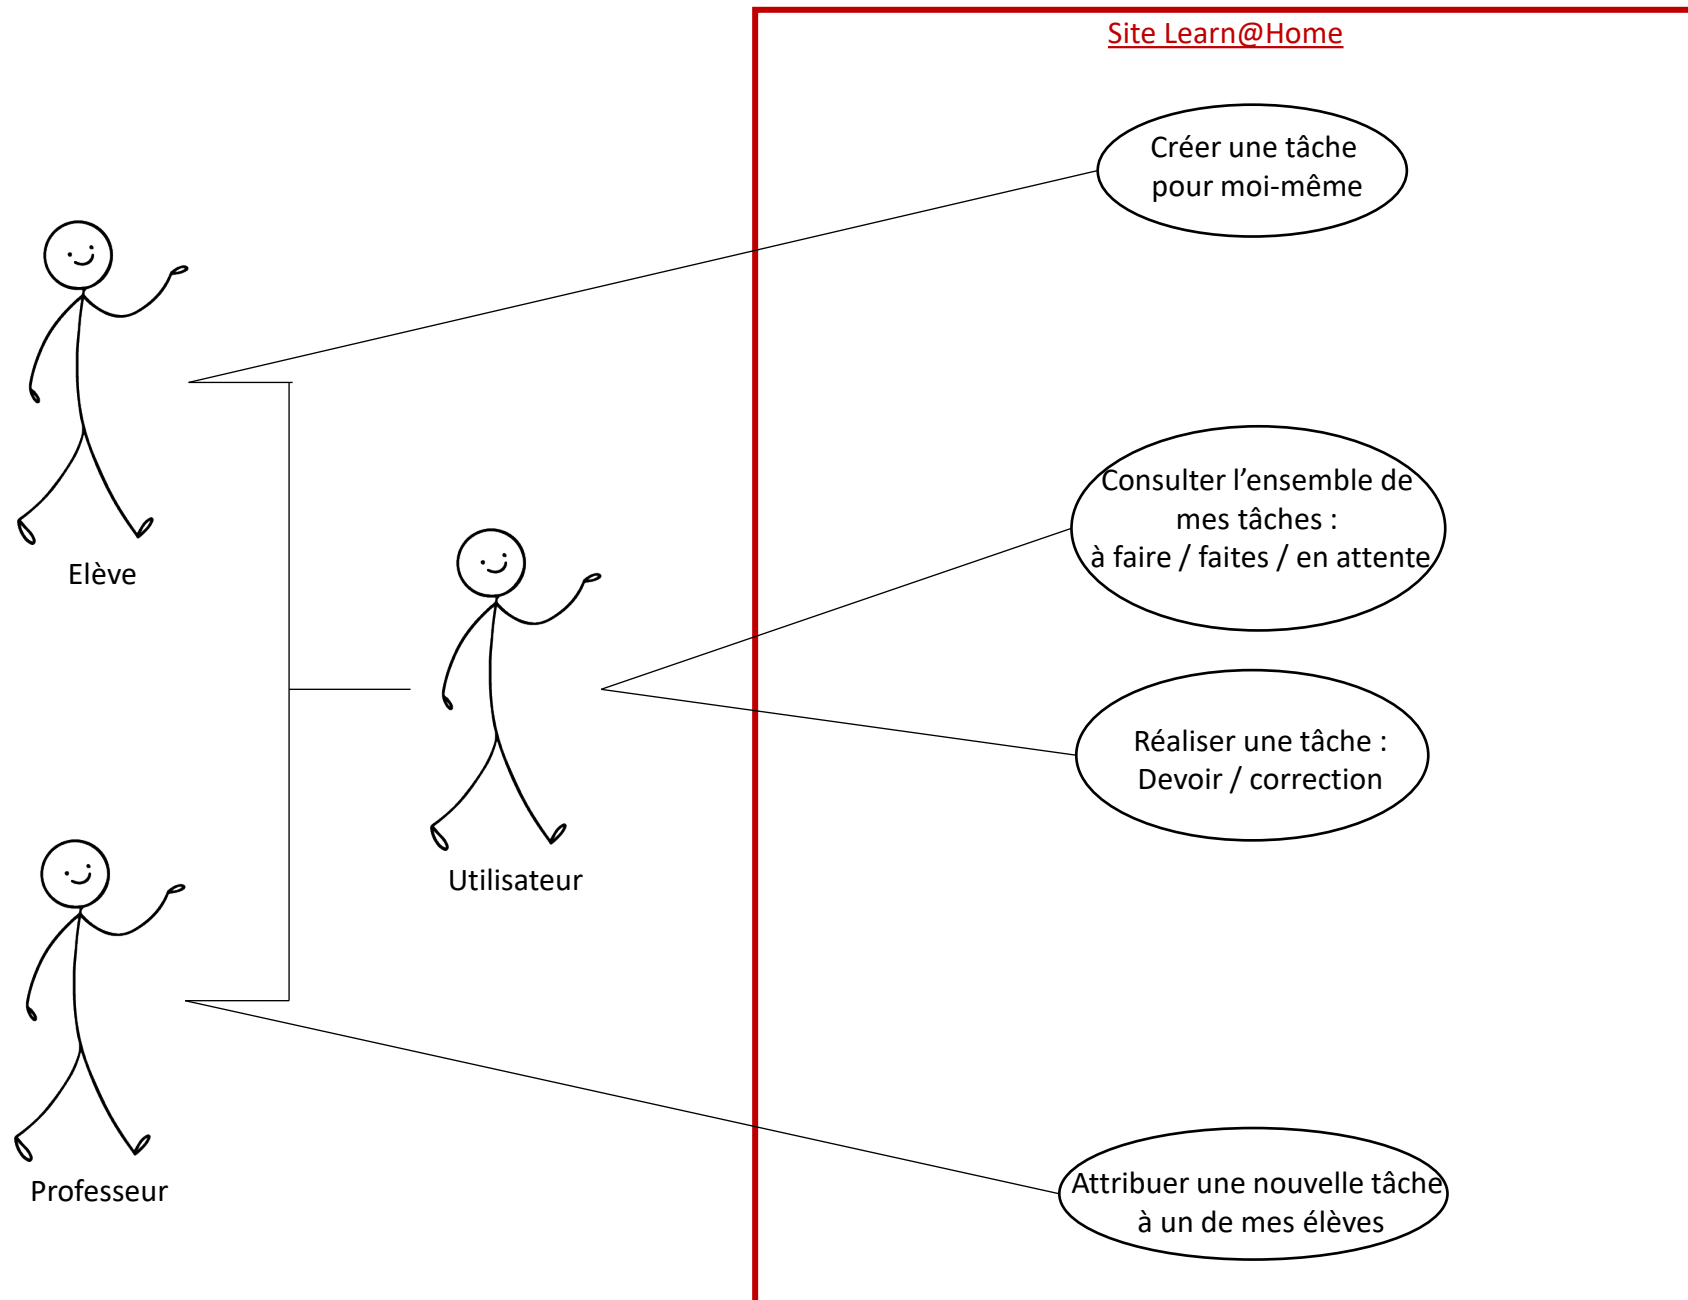 Site Learn@Home
Créer une tâche
pour moi-même
Elève
Consulter l’ensemble de
mes tâches :
à faire / faites / en attente
Réaliser une tâche :
Devoir / correction
Utilisateur
Professeur
Attribuer une nouvelle tâche
à un de mes élèves